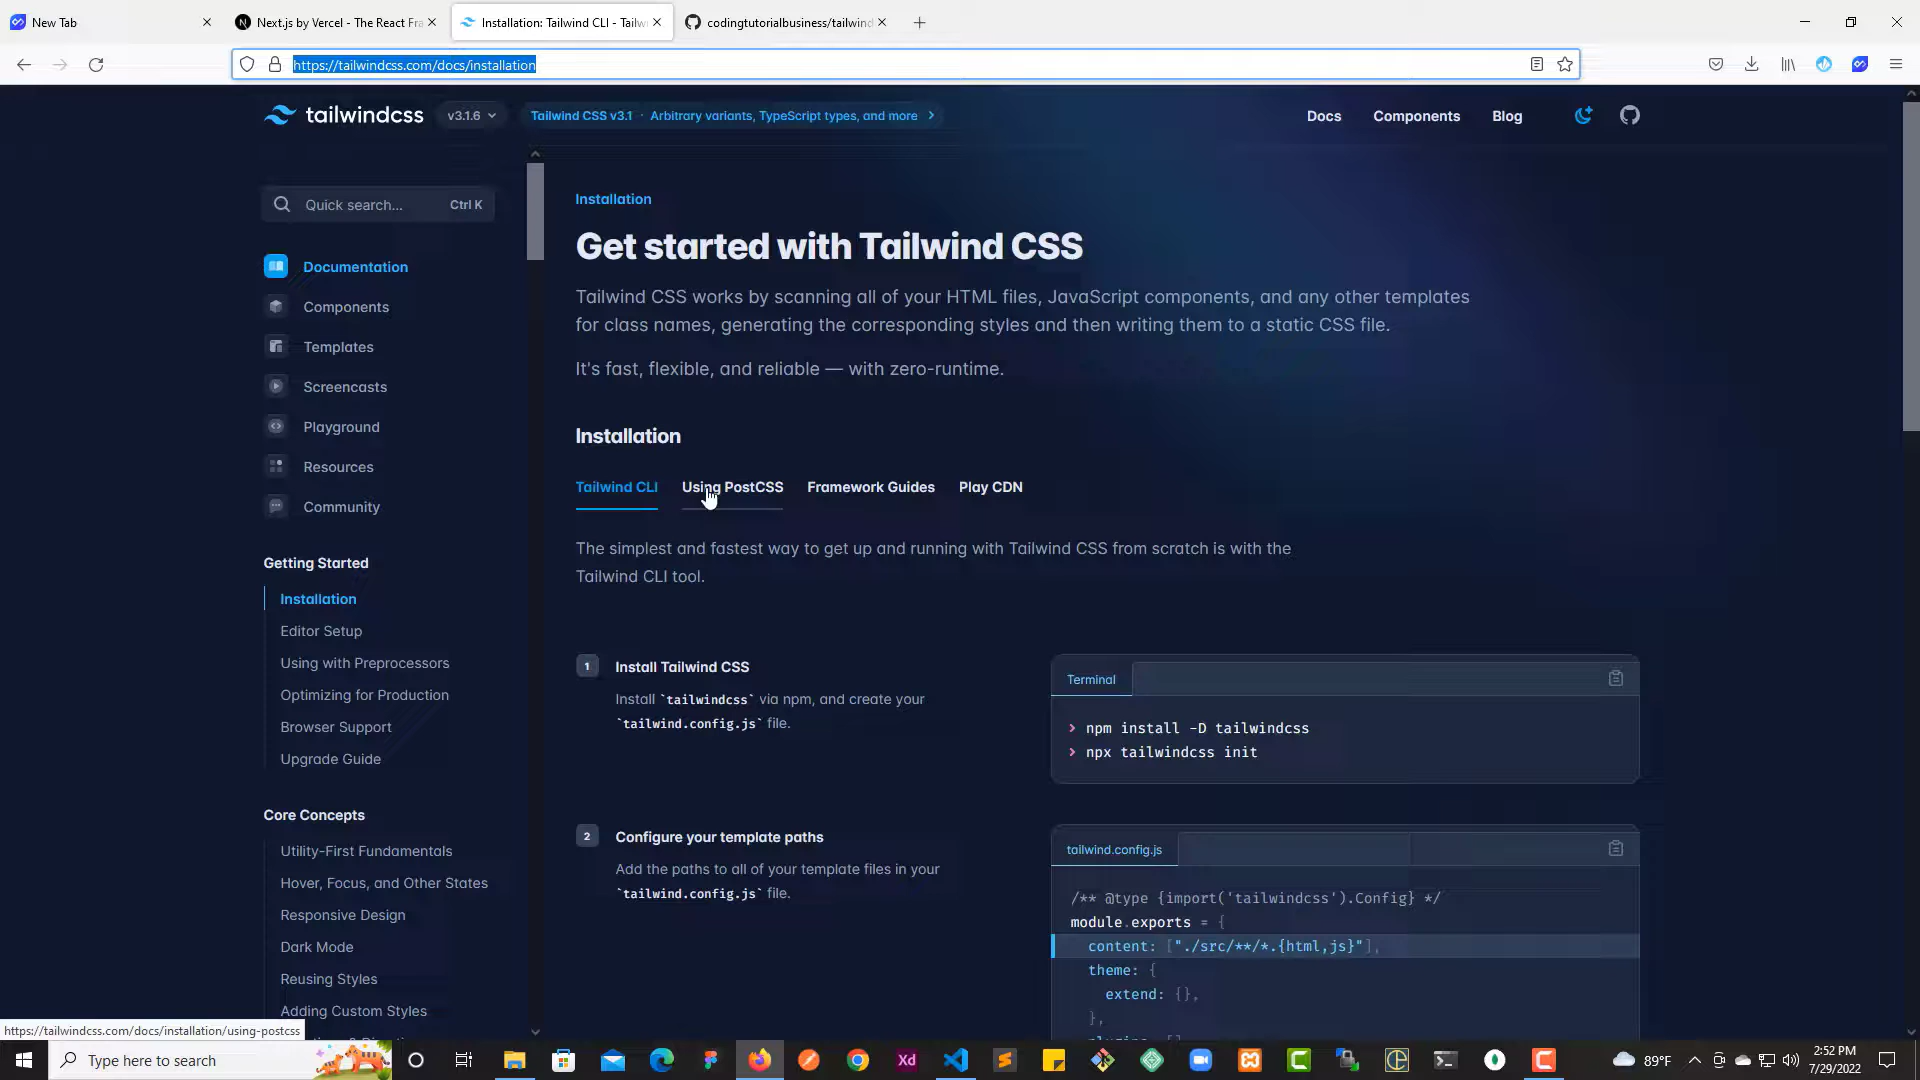 New Tab
Next.js by Vercel - The React Fra
Installation: Tailwind CLI - Tailw
codingtutorialbusiness/tailwind
https://tailwindcss.com/docs/installation
tailwindcss
v3.1.6
Tailwind CSS v3.1 · Arbitrary variants, TypeScript types, and more
Docs
Components
Blog
Quick search...
Ctrl K
Documentation
Components
Templates
Screencasts
Playground
Resources
Community
Getting Started
Installation
Editor Setup
Using with Preprocessors
Optimizing for Production
Browser Support
Upgrade Guide
Core Concepts
Utility-First Fundamentals
Hover, Focus, and Other States
Responsive Design
Dark Mode
Reusing Styles
Adding Custom Styles
Installation
Get started with Tailwind CSS
Tailwind CSS works by scanning all of your HTML files, JavaScript components, and any other templates
for class names, generating the corresponding styles and then writing them to a static CSS file.
It's fast, flexible, and reliable — with zero-runtime.
Installation
Tailwind CLI
Using PostCSS
Framework Guides
Play CDN
The simplest and fastest way to get up and running with Tailwind CSS from scratch is with the
Tailwind CLI tool.
1
Install Tailwind CSS
Install `tailwindcss` via npm, and create your
`tailwind.config.js` file.
Terminal
> npm install -D tailwindcss
> npx tailwindcss init
2
Configure your template paths
Add the paths to all of your template files in your
`tailwind.config.js` file.
tailwind.config.js
/** @type {import('tailwindcss').Config} */
module.exports = {
content: ["./src/**/*.{html,js}"],
theme: {
extend: {},
},
https://tailwindcss.com/docs/installation/using-postcss
Type here to search
Xd
89°F
2:52 PM
7/29/2022